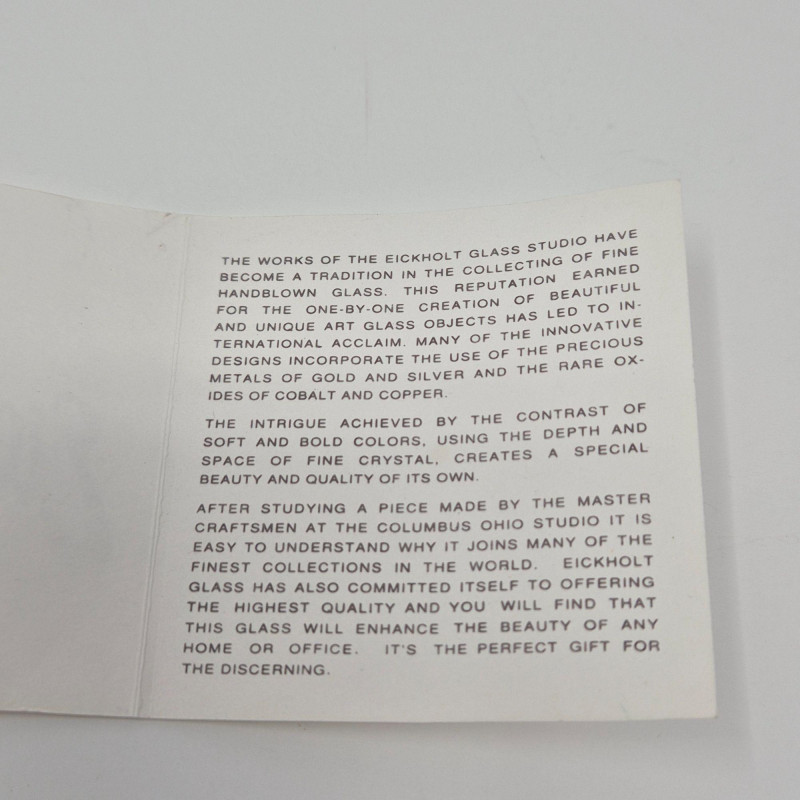 THE WORKS OF THE EICKHOLT GLASS STUDIO HAVE
BECOME A TRADITION IN THE COLLECTING OF FINE
HANDBLOWN GLASS. THIS REPUTATION EARNED
FOR THE ONE-BY-ONE CREATION OF BEAUTIFUL
AND UNIQUE ART GLASS OBJECTS HAS LED TO IN-
TERNATIONAL ACCLAIM. MANY OF THE INNOVATIVE
DESIGNS INCORPORATE THE USE OF THE PRECIOUS
METALS OF GOLD AND SILVER AND THE RARE OX-
IDES OF COBALT AND COPPER.
THE INTRIGUE ACHIEVED BY THE CONTRAST OF
SOFT AND BOLD COLORS, USING THE DEPTH AND
SPACE OF FINE CRYSTAL, CREATES A SPECIAL
BEAUTY AND QUALITY OF ITS OWN.
AFTER STUDYING A PIECE MADE BY THE MASTER
CRAFTSMEN AT THE COLUMBUS OHIO STUDIO IT IS
EASY TO UNDERSTAND WHY IT JOINS MANY OF THE
FINEST COLLECTIONS IN THE WORLD. EICKHOLT
GLASS HAS ALSO COMMITTED ITSELF TO OFFERING
THE HIGHEST QUALITY AND YOU WILL FIND THAT
THIS GLASS WILL ENHANCE THE BEAUTY OF ANY
HOME OR OFFICE. IT'S THE PERFECT GIFT FOR
THE DISCERNING.